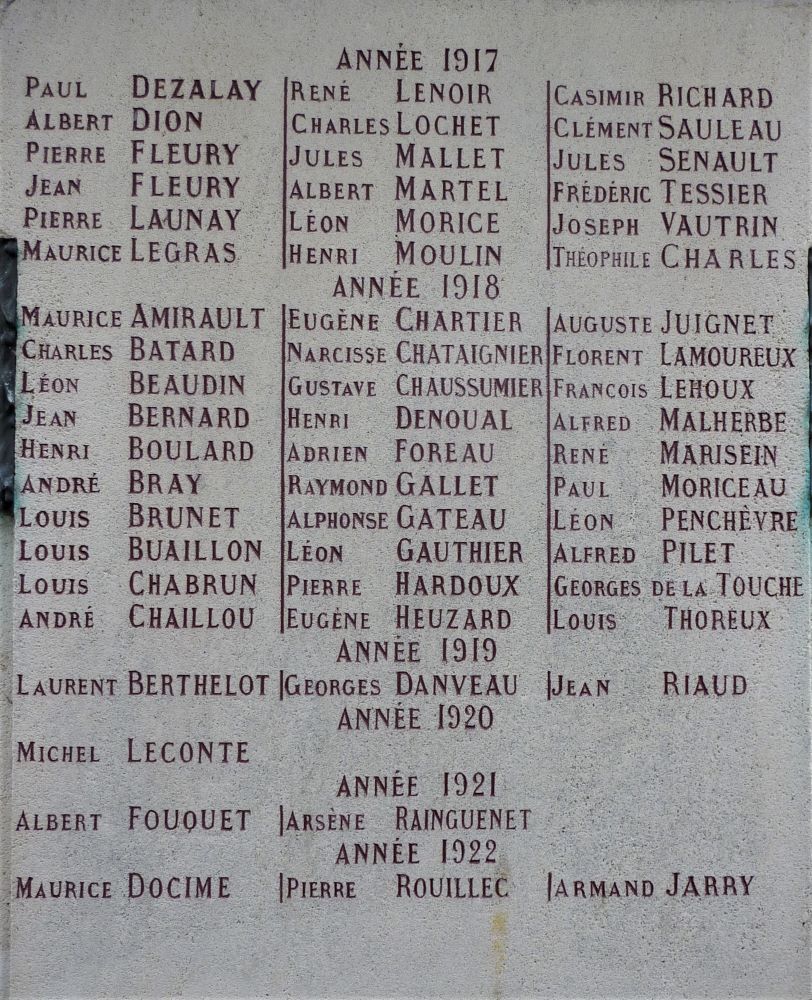 ANNÉE 1917
PAUL DEZALAY RENÉ LENOIR CASIMIR RICHARD
ALBERT DION CHARLES LOCHET CLÉMENT SAULEAU
PIERRE FLEURY JULES MALLET JULES SENAULT
JEAN FLEURY ALBERT MARTEL FRÉDÉRIC TESSIER
PIERRE LAUNAY LÉON MORICE JOSEPH VAUTRIN
MAURICE LEGRAS HENRI MOULIN THÉOPHILE CHARLES
ANNÉE 1918
MAURICE AMIRAULT EUGÈNE CHARTIER AUGUSTE JUIGNET
CHARLES BATARD NARCISSE CHATAIGNIER FLORENT LAMOUREUX
LÉON BEAUDIN GUSTAVE CHAUSSUMIER FRANCOIS LEHOUX
JEAN BERNARD HENRI DENOUAL ALFRED MALHERBE
HENRI BOULARD ADRIEN FOREAU RENÉ MARISEIN
ANDRÉ BRAY RAYMOND GALLET PAUL MORICEAU
LOUIS BRUNET ALPHONSE GATEAU LÉON PENCHÈVRE
LOUIS BUAILLON LÉON GAUTHIER ALFRED PILET
LOUIS CHABRUN PIERRE HARDOUX GEORGES DE LA TOUCHE
ANDRÉ CHAILLOU EUGÈNE HEUZARD LOUIS THOREUX
ANNÉE 1919
LAURENT BERTHELOT GEORGES DANVEAU JEAN RIAUD
ANNÉE 1920
MICHEL LECONTE
ANNÉE 1921
ALBERT FOUQUET ARSÈNE RAINGUENET
ANNÉE 1922
MAURICE DOCIME PIERRE ROUILLEC ARMAND JARRY